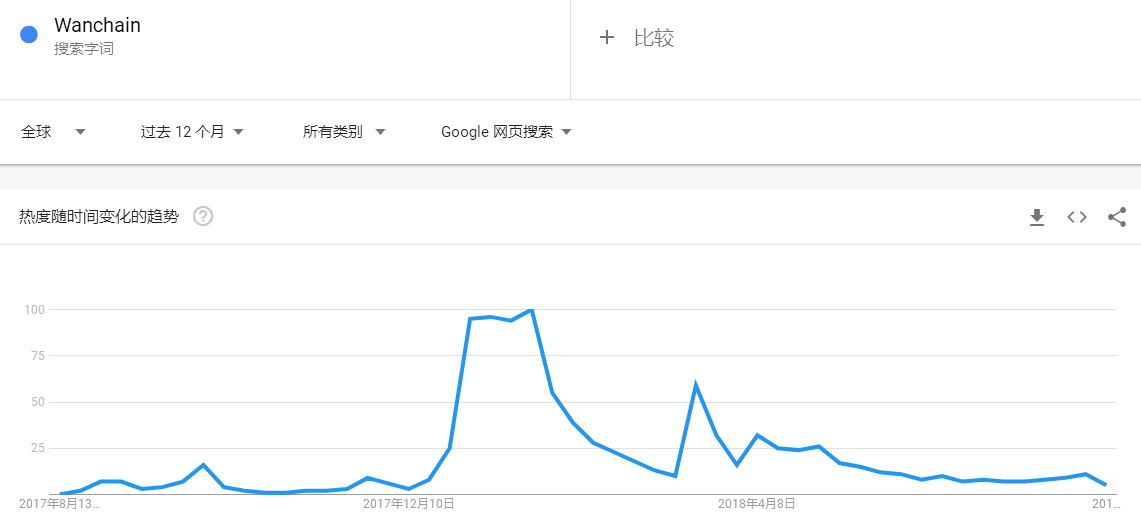 Wanchain
搜索字词
比较
全球
过去 12 个月
所有类别
Google 网页搜索
热度随时间变化的趋势
100
75
50
25
2017年8月13…
2017年12月10日
2018年4月8日
201…